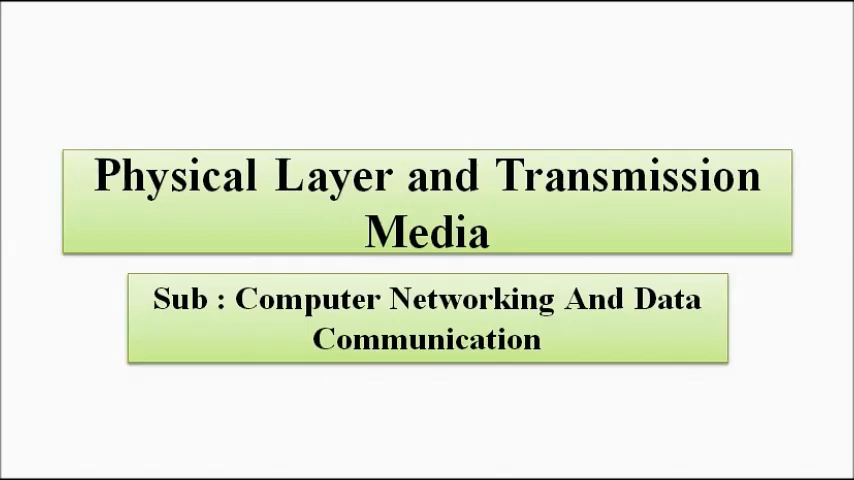 Physical Layer and Transmission
Media
Sub : Computer Networking And Data
Communication